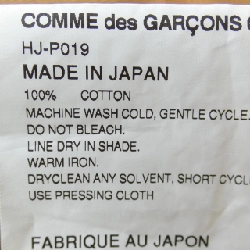 COMME des GARÇONS
HJ-P019
MADE IN JAPAN
100% COTTON
MACHINE WASH COLD, GENTLE CYCLE.
DO NOT BLEACH.
LINE DRY IN SHADE.
WARM IRON.
DRYCLEAN ANY SOLVENT, SHORT CYCLE
USE PRESSING CLOTH
FABRIQUE AU JAPON